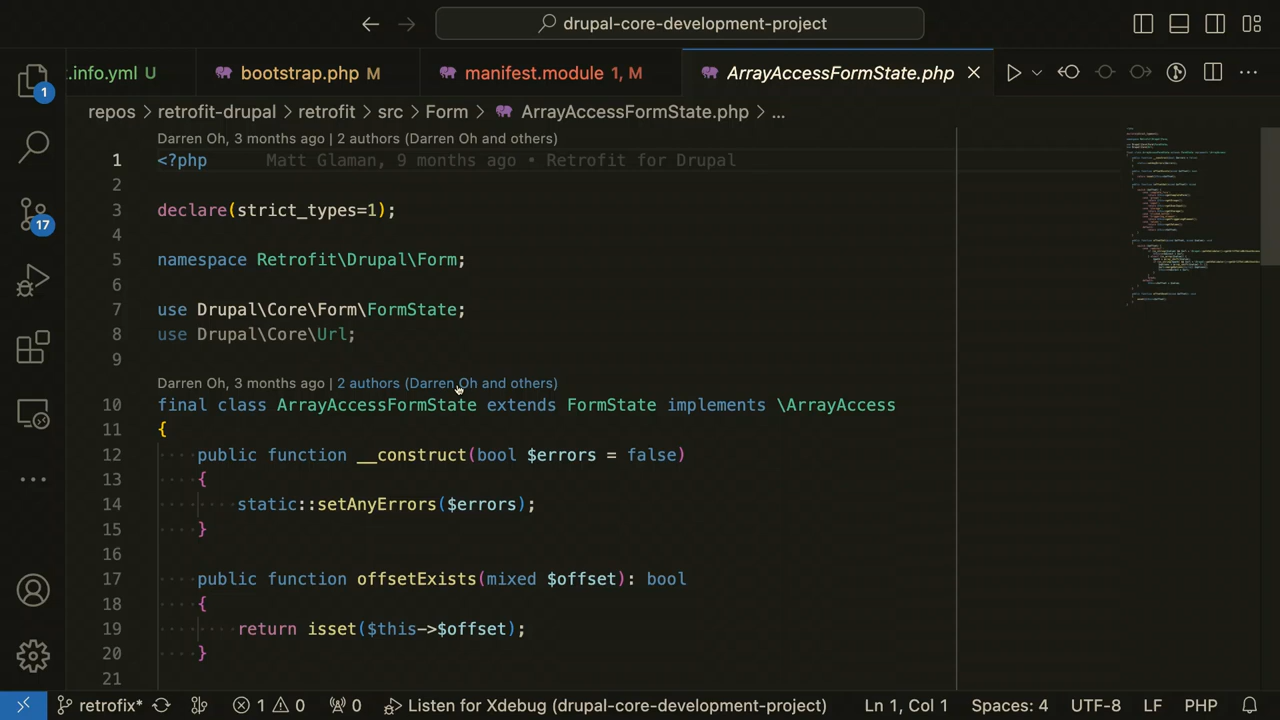 drupal-core-development-project
.info.yml U
bootstrap.php M
manifest.module 1, M
ArrayAccessFormState.php
repos > retrofit-drupal > retrofit > src > Form > ArrayAccessFormState.php > ...
Darren Oh, 3 months ago | 2 authors (Darren Oh and others)
1 <?php Matt Glaman, 9 months ago • Retrofit for Drupal
2
3 declare(strict_types=1);
4
5 namespace Retrofit\Drupal\Form;
6
7 use Drupal\Core\Form\FormState;
8 use Drupal\Core\Url;
9
Darren Oh, 3 months ago | 2 authors (Darren Oh and others)
10 final class ArrayAccessFormState extends FormState implements \ArrayAccess
11 {
12 public function __construct(bool $errors = false)
13 {
14 static::setAnyErrors($errors);
15 }
16
17 public function offsetExists(mixed $offset): bool
18 {
19 return isset($this->$offset);
20 }
21
1
17
retrofix* 1 0 0 Listen for Xdebug (drupal-core-development-project) Ln 1, Col 1 Spaces: 4 UTF-8 LF PHP